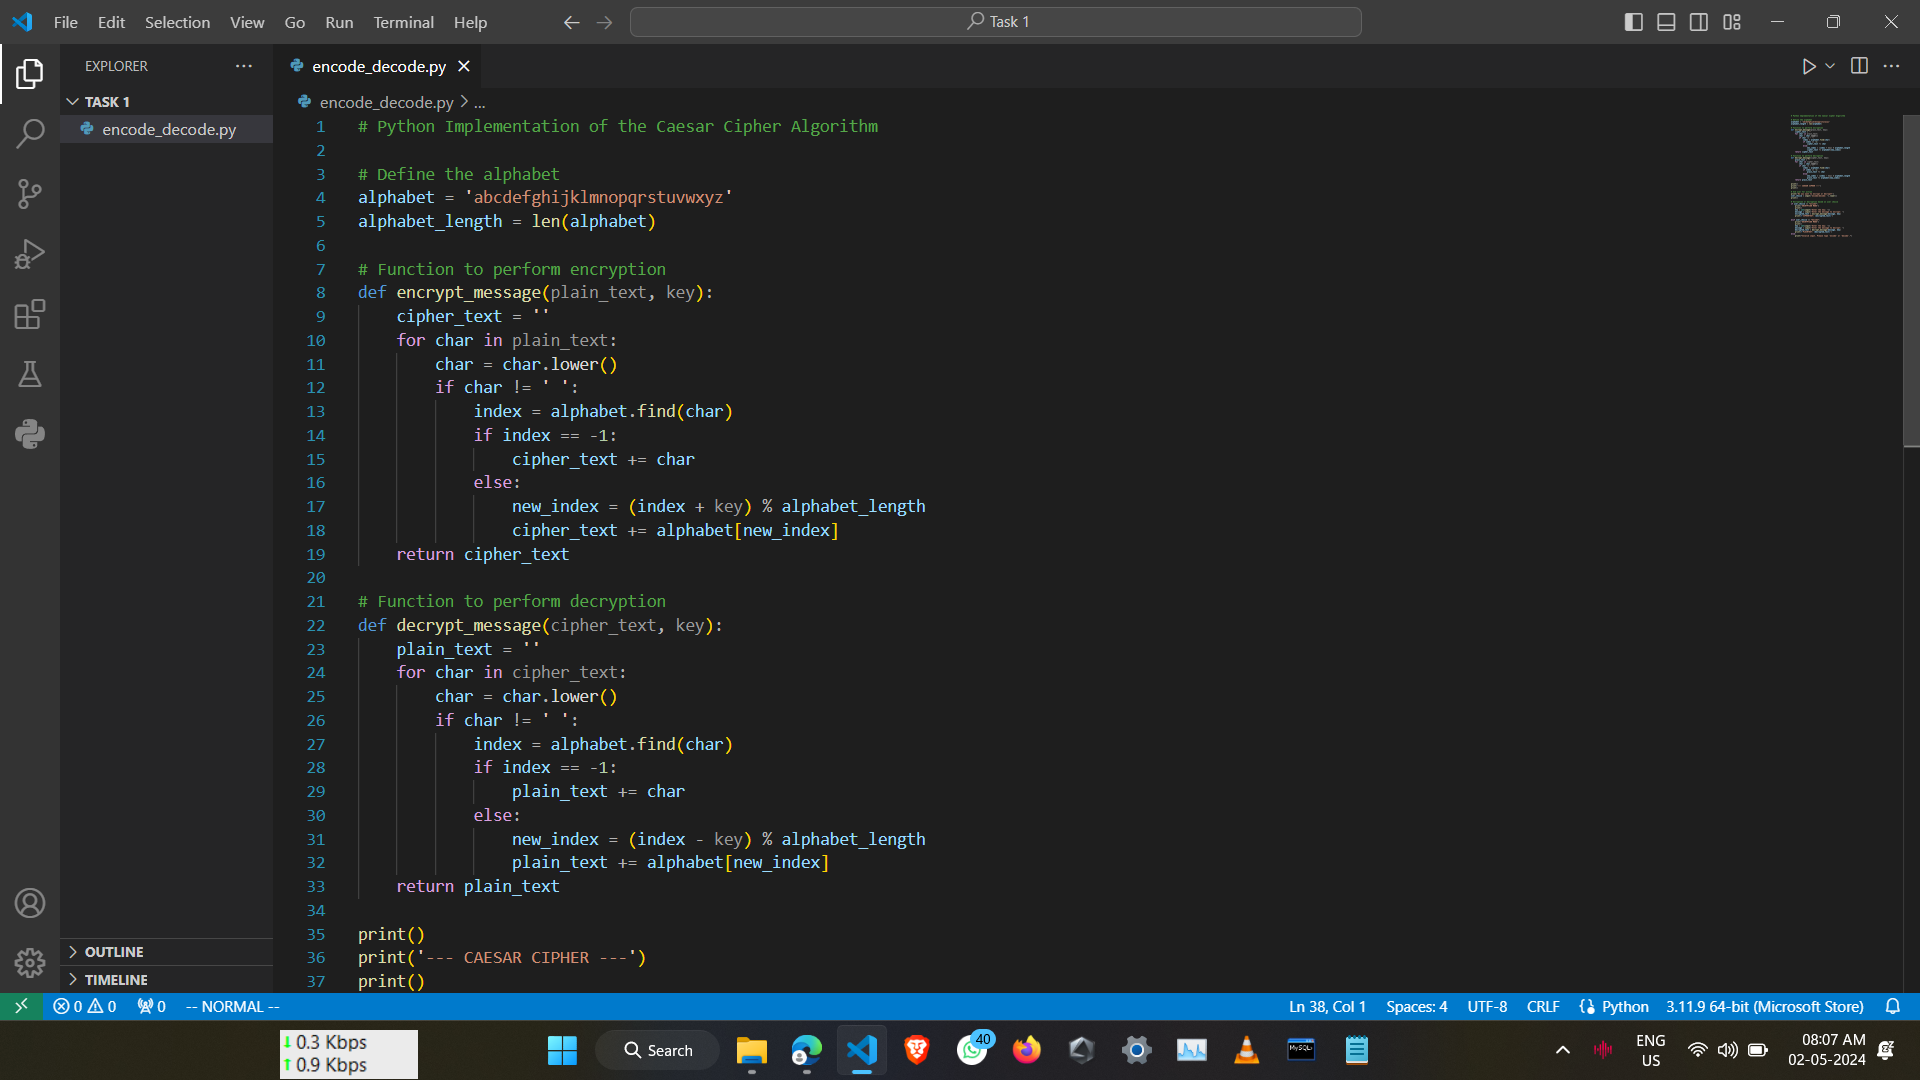 File Edit Selection View Go Run Terminal Help
Task 1
EXPLORER
TASK 1
encode_decode.py
OUTLINE
TIMELINE
encode_decode.py
encode_decode.py > ...
1 # Python Implementation of the Caesar Cipher Algorithm
2
3 # Define the alphabet
4 alphabet = 'abcdefghijklmnopqrstuvwxyz'
5 alphabet_length = len(alphabet)
6
7 # Function to perform encryption
8 def encrypt_message(plain_text, key):
9     cipher_text = ''
10     for char in plain_text:
11         char = char.lower()
12         if char != ' ':
13             index = alphabet.find(char)
14             if index == -1:
15                 cipher_text += char
16             else:
17                 new_index = (index + key) % alphabet_length
18                 cipher_text += alphabet[new_index]
19     return cipher_text
20
21 # Function to perform decryption
22 def decrypt_message(cipher_text, key):
23     plain_text = ''
24     for char in cipher_text:
25         char = char.lower()
26         if char != ' ':
27             index = alphabet.find(char)
28             if index == -1:
29                 plain_text += char
30             else:
31                 new_index = (index - key) % alphabet_length
32                 plain_text += alphabet[new_index]
33     return plain_text
34
35 print()
36 print('--- CAESAR CIPHER ---')
37 print()
0 0 0 -- NORMAL -- Ln 38, Col 1 Spaces: 4 UTF-8 CRLF Python 3.11.9 64-bit (Microsoft Store)
0.3 Kbps
0.9 Kbps
Search
40
MySQL
ENG
US
08:07 AM
02-05-2024